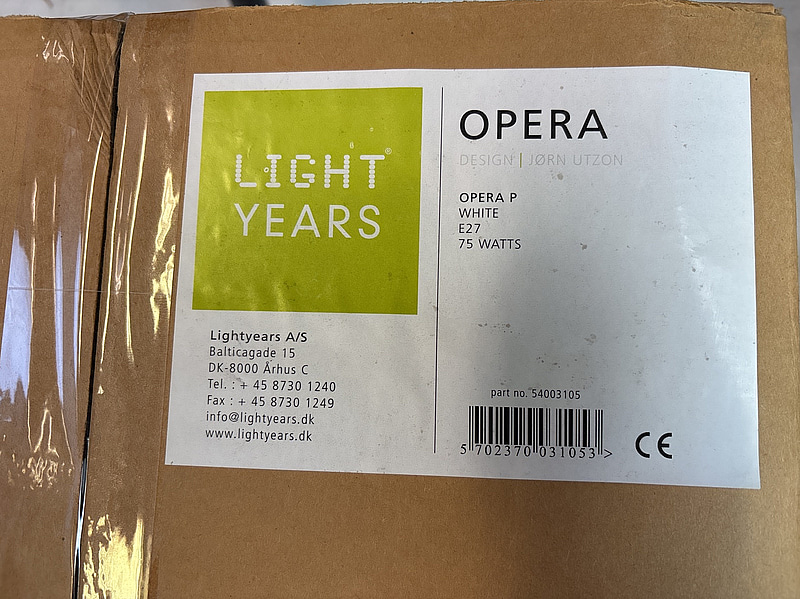 LIGHT®
YEARS
Lightyears A/S
Balticagade 15
DK-8000 Århus C
Tel. : + 45 8730 1240
Fax : + 45 8730 1249
info@lightyears.dk
www.lightyears.dk
OPERA
DESIGN | JØRN UTZON
OPERA P
WHITE
E27
75 WATTS
part no. 54003105
5 702370 031053 >
CE